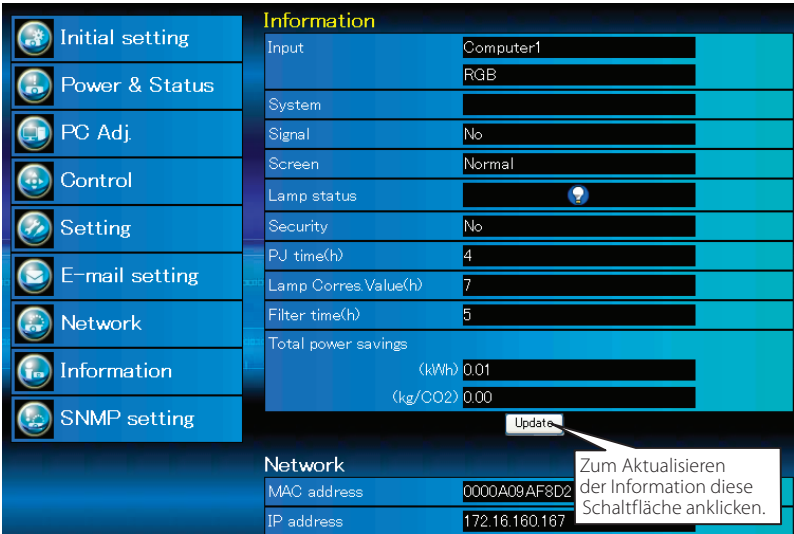 Initial setting
Power & Status
PC Adj.
Control
Setting
E-mail setting
Network
Information
SNMP setting
Information
Input Computer1
RGB
System
Signal No
Screen Normal
Lamp status
Security No
PJ time(h) 4
Lamp Corres.Value(h) 7
Filter time(h) 5
Total power savings
(kWh) 0.01
(kg/CO2) 0.00
Update
Zum Aktualisieren
der Information diese
Schaltfläche anklicken.
Network
MAC address 0000A09AF8D2
IP address 172.16.160.167